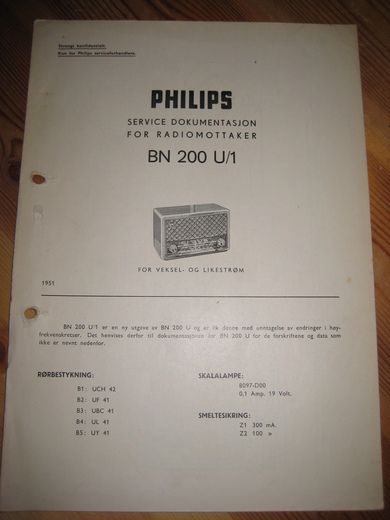 Strengt konfidensielt.
Kun for Philips serviceforhandlere.
PHILIPS
SERVICE DOKUMENTASJON
FOR RADIOMOTTAKER
BN 200 U/1
FOR VEKSEL- OG LIKESTRØM
1951
BN 200 U/1 er en ny utgave av BN 200 U og er lik denne med unntagelse av endringer i høy-
frekvenskretser. Det henvises derfor til dokumentasjonen for BN 200 U for de forskriftene og data som
ikke er nevnt nedenfor.
RØRBESTYKNING:
B1: UCH 42
B2: UF 41
B3: UBC 41
B4: UL 41
B5: UY 41
SKALALAMPE:
8097-D00
0,1 Amp. 19 Volt.
SMELTESIKRING:
Z1 300 mA.
Z2 100 »